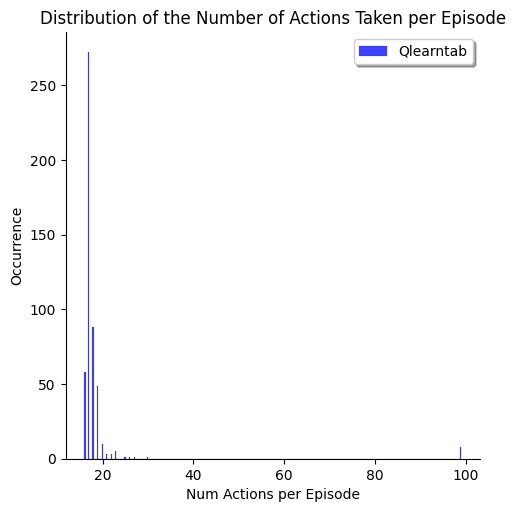 Distribution of the Number of Actions Taken per Episode
Qlearntab
250
200
150
100
50
0
Occurrence
20 40 60 80 100
Num Actions per Episode